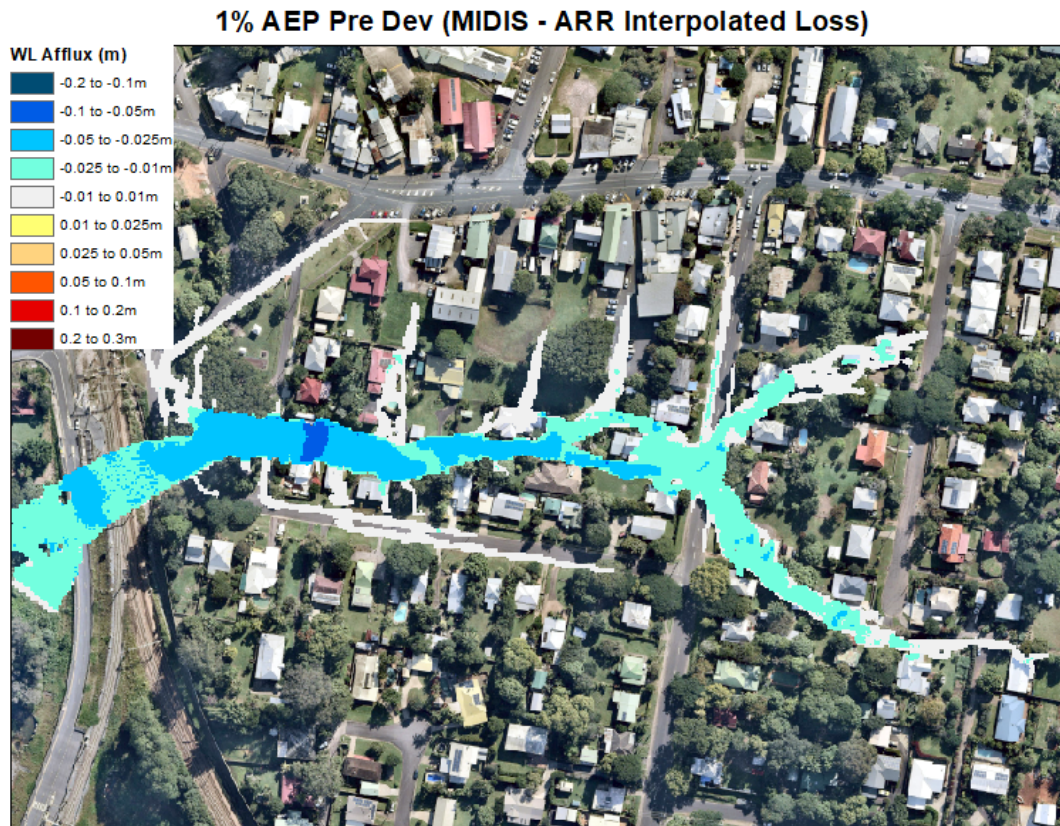 1% AEP Pre Dev (MIDIS - ARR Interpolated Loss)
WL Afflux (m)
-0.2 to -0.1m
-0.1 to -0.05m
-0.05 to -0.025m
-0.025 to -0.01m
-0.01 to 0.01m
0.01 to 0.025m
0.025 to 0.05m
0.05 to 0.1m
0.1 to 0.2m
0.2 to 0.3m